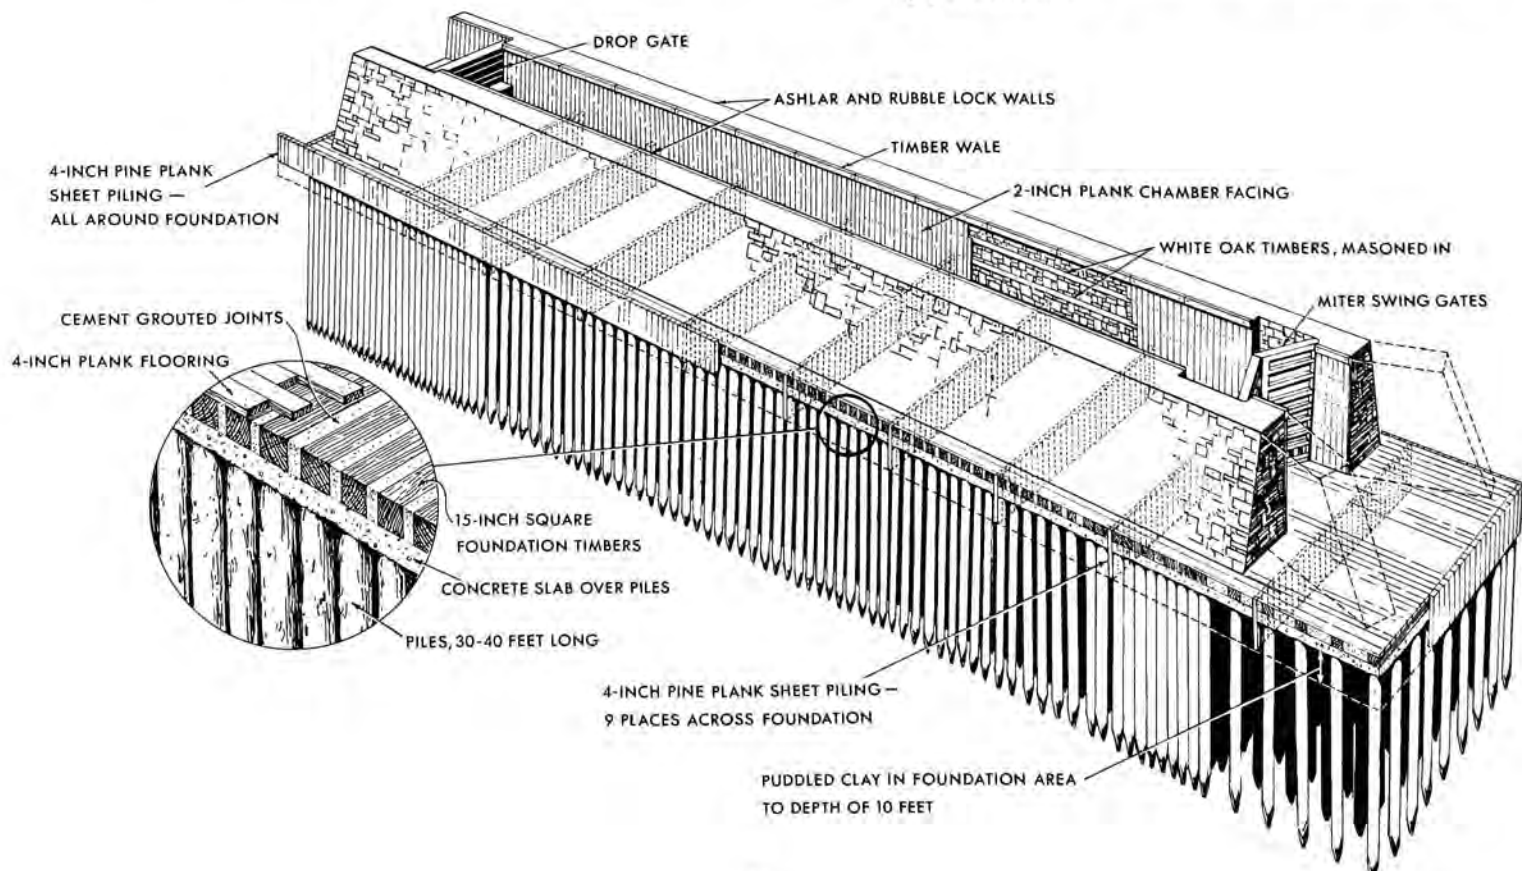 DROP GATE
ASHLAR AND RUBBLE LOCK WALLS
TIMBER WALE
4-INCH PINE PLANK
SHEET PILING —
ALL AROUND FOUNDATION
2-INCH PLANK CHAMBER FACING
WHITE OAK TIMBERS, MASONED IN
MITER SWING GATES
CEMENT GROUTED JOINTS
4-INCH PLANK FLOORING
15-INCH SQUARE
FOUNDATION TIMBERS
CONCRETE SLAB OVER PILES
PILES, 30-40 FEET LONG
4-INCH PINE PLANK SHEET PILING —
9 PLACES ACROSS FOUNDATION
PUDDLED CLAY IN FOUNDATION AREA
TO DEPTH OF 10 FEET